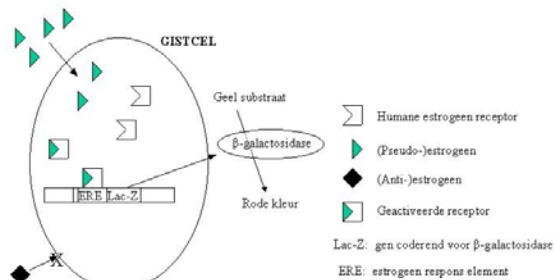 GISTCEL
Geel substraat
β-galactosidase
Rode kleur
ERE Lac-Z
X
Humane estrogeen receptor
(Pseudo-)estrogeen
(Anti-)estrogeen
Geactiveerde receptor
Lac-Z: gen coderend voor β-galactosidase
ERE: estrogeen respons element